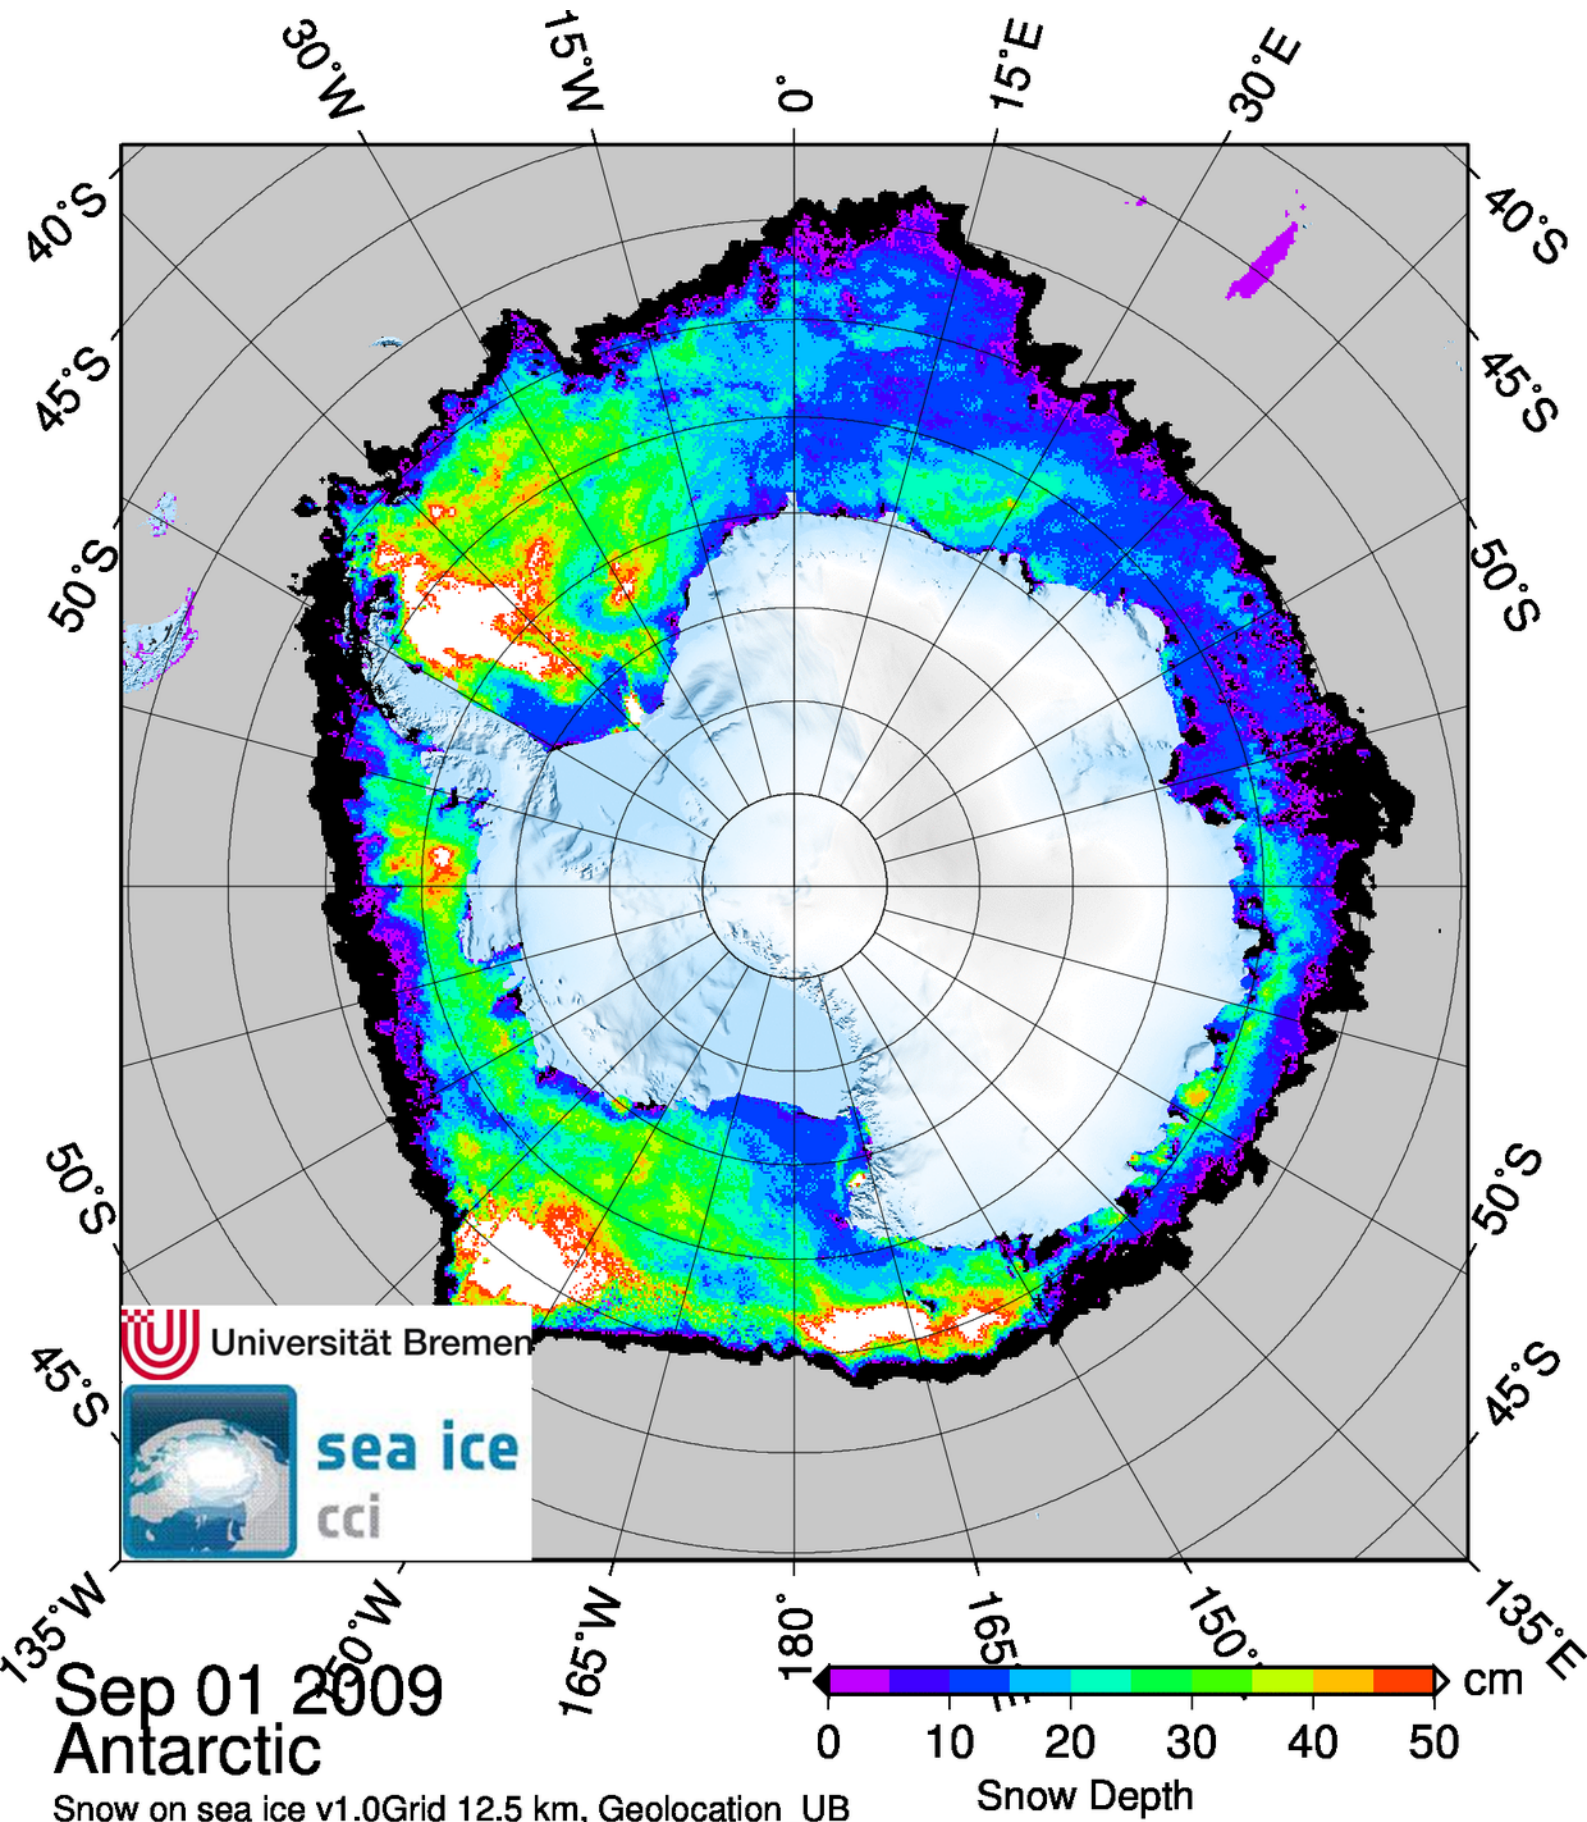 30°W 15°W 0° 15°E 30°E
40°S 40°S
45°S 45°S
50°S 50°S
50°S 50°S
45°S 45°S
Universität Bremen
sea ice
cci
135°W 150°W 165°W 180° 165°E 150° 135°E
Sep 01 2009
Antarctic
Snow on sea ice v1.0Grid 12.5 km, Geolocation UB
cm
0 10 20 30 40 50
Snow Depth